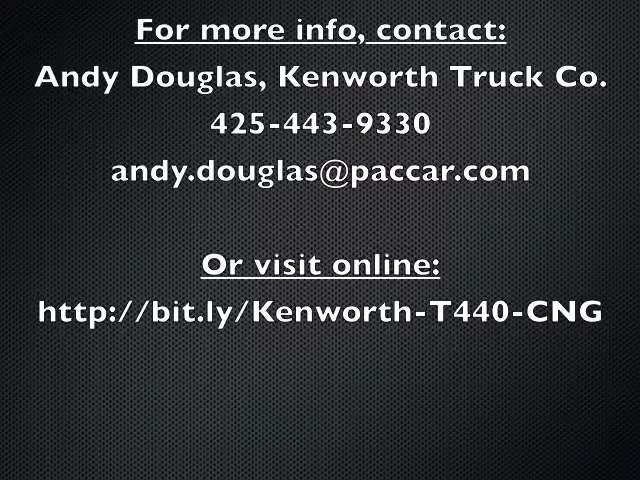 For more info, contact:
Andy Douglas, Kenworth Truck Co.
425-443-9330
andy.douglas@paccar.com
Or visit online:
http://bit.ly/Kenworth-T440-CNG